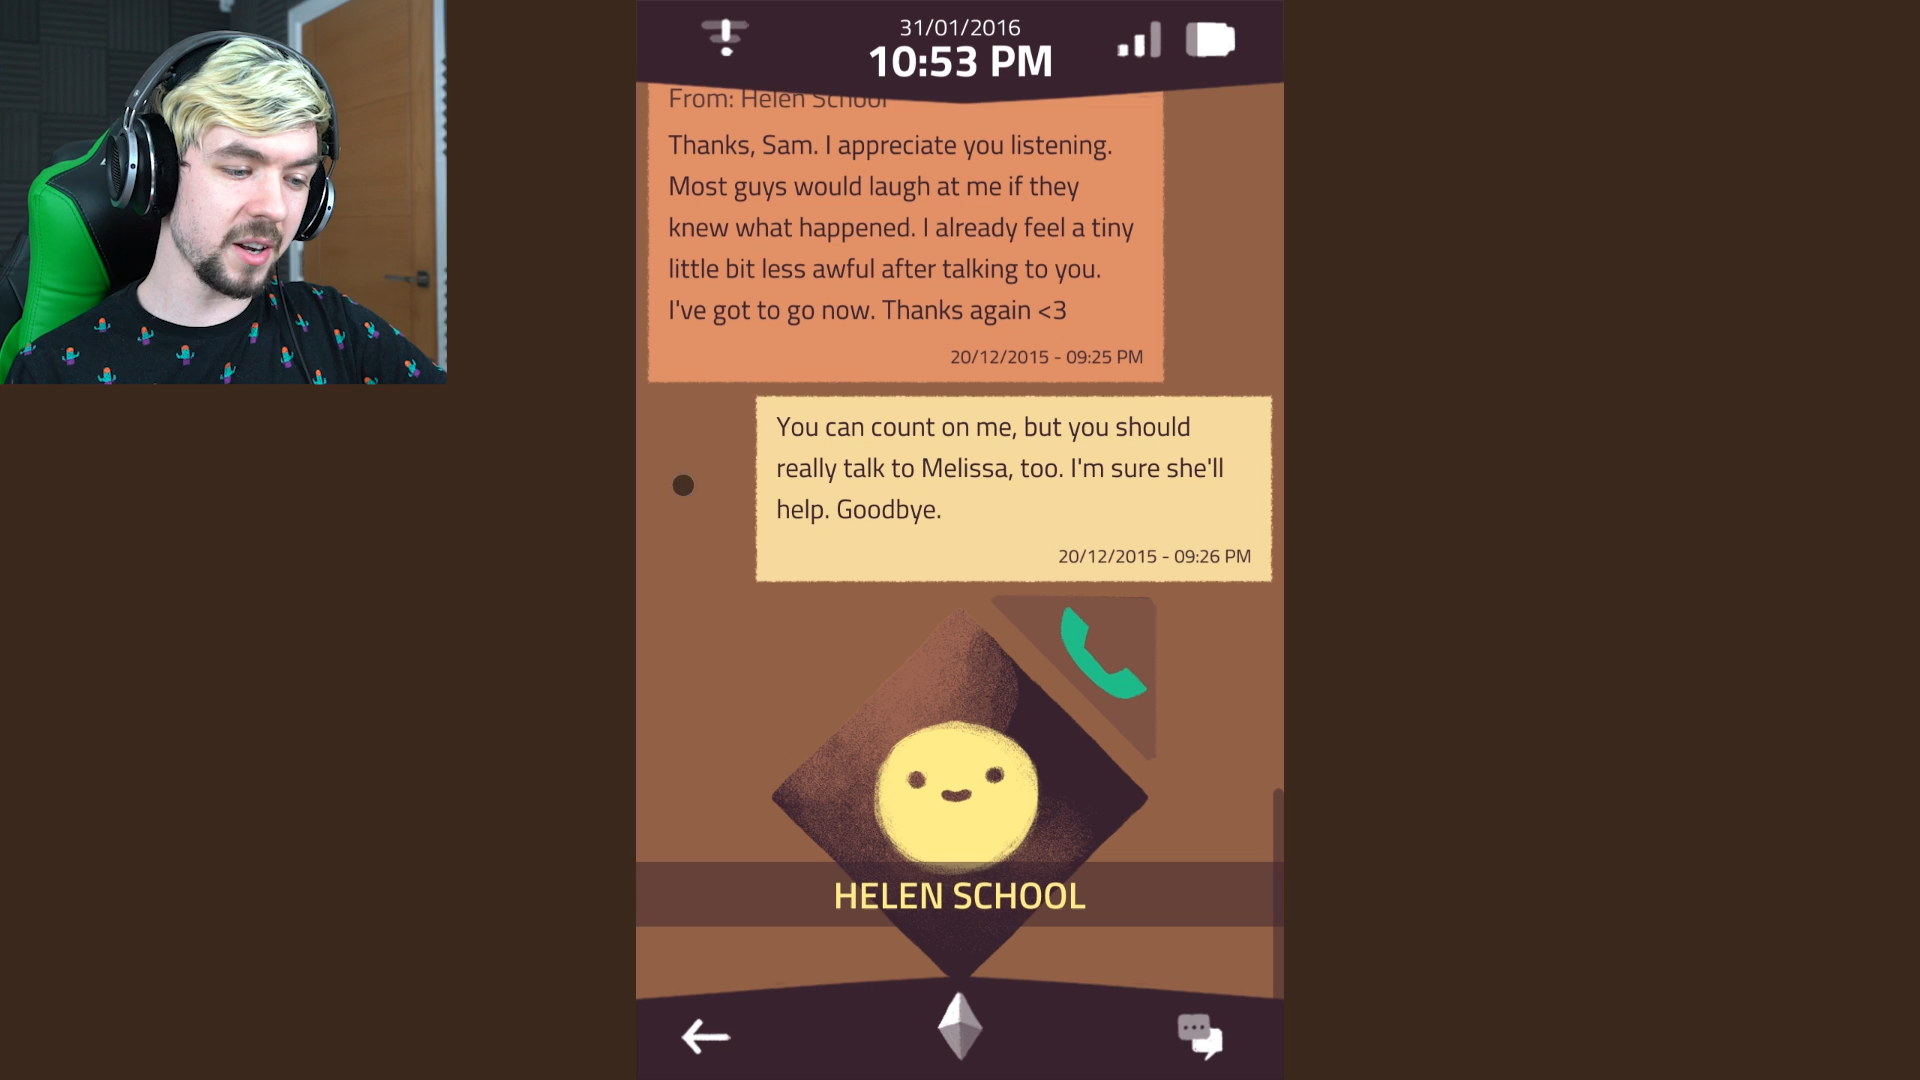 31/01/2016
10:53 PM
From: Helen School
Thanks, Sam. I appreciate you listening.
Most guys would laugh at me if they
knew what happened. I already feel a tiny
little bit less awful after talking to you.
I've got to go now. Thanks again <3
20/12/2015 - 09:25 PM
You can count on me, but you should
really talk to Melissa, too. I'm sure she'll
help. Goodbye.
20/12/2015 - 09:26 PM
HELEN SCHOOL